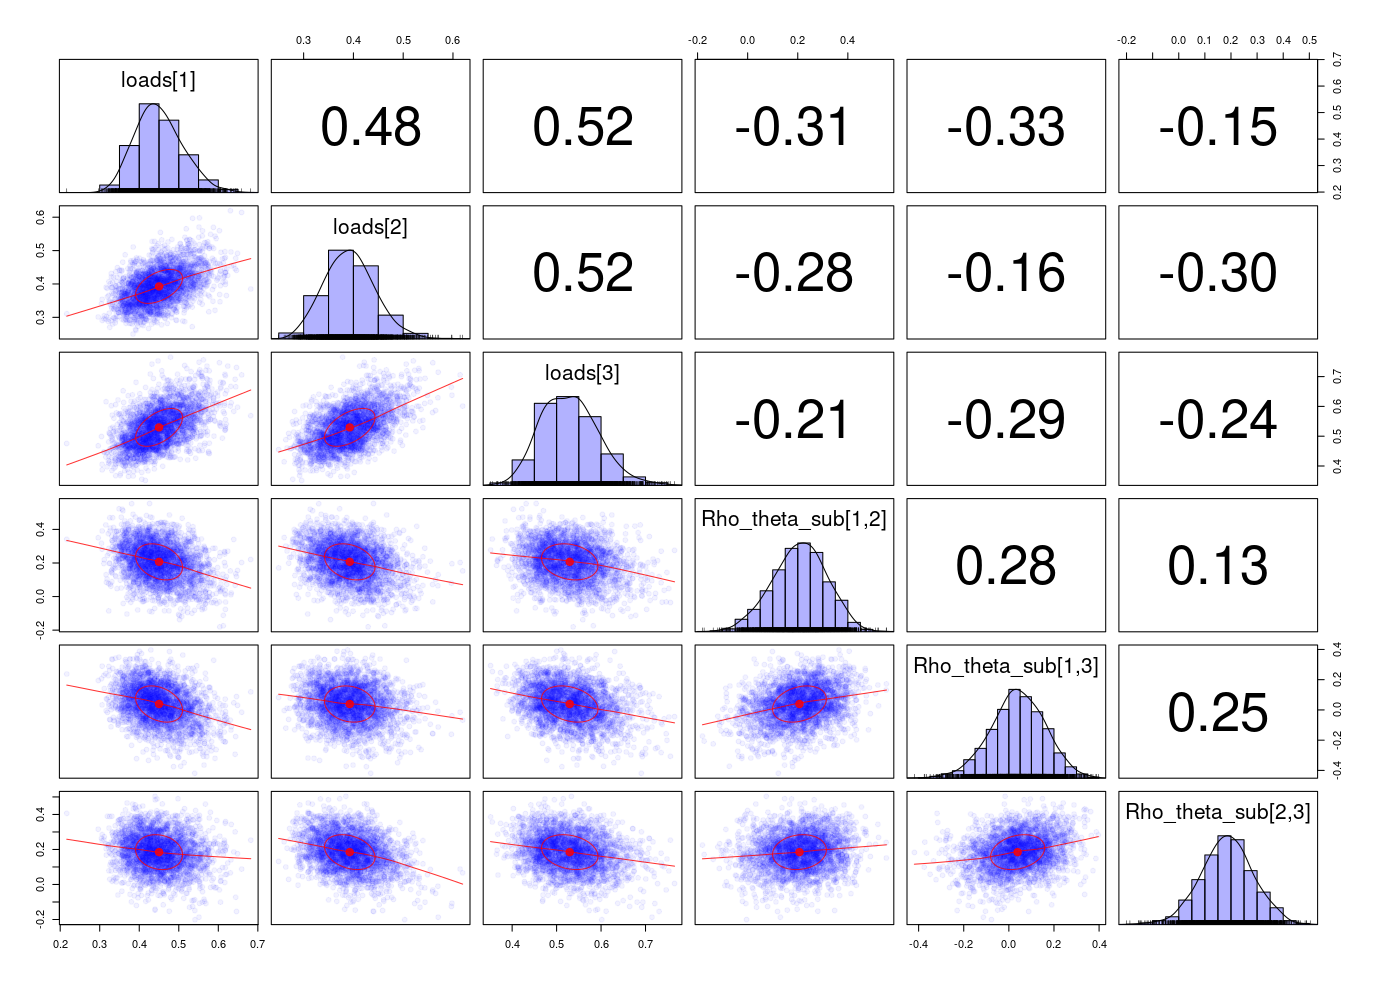 0.3 0.4 0.5 0.6 -0.2 0.0 0.2 0.4 -0.2 0.0 0.1 0.2 0.3 0.5
loads[1] 0.48 0.52 -0.31 -0.33 -0.15 0.2 0.3 0.4 0.5 0.6 0.7
0.3 0.4 0.5 0.6 loads[2] 0.52 -0.28 -0.16 -0.30
loads[3] -0.21 -0.29 -0.24 0.4 0.5 0.6 0.7
-0.2 0.0 0.2 0.4 Rho_theta_sub[1,2] 0.28 0.13
Rho_theta_sub[1,3] 0.25 -0.4 -0.2 0.0 0.2 0.4
-0.2 0.0 0.2 0.4 Rho_theta_sub[2,3]
0.2 0.3 0.4 0.5 0.6 0.7 0.4 0.5 0.6 0.7 -0.4 -0.2 0.0 0.2 0.4